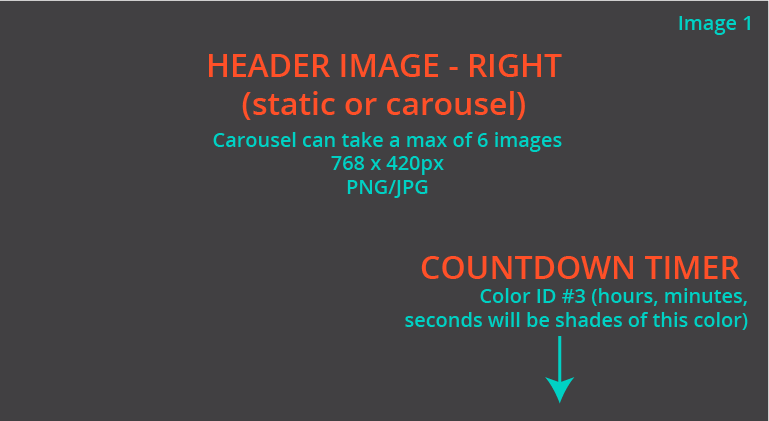 Image 1
HEADER IMAGE - RIGHT
(static or carousel)
Carousel can take a max of 6 images
768 x 420px
PNG/JPG
COUNTDOWN TIMER
Color ID #3 (hours, minutes,
seconds will be shades of this color)